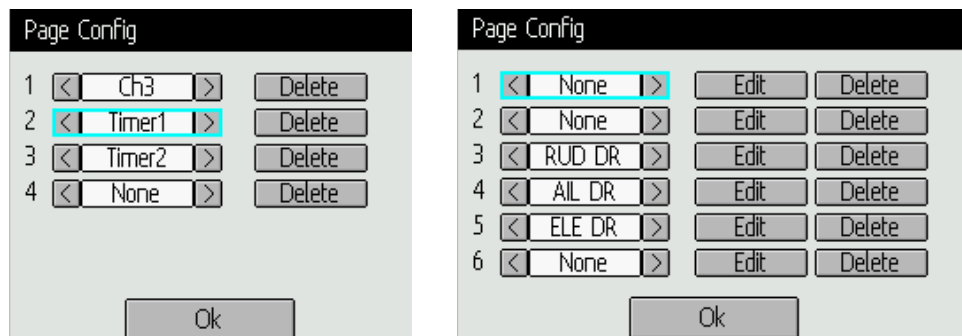 Page Config
1 < Ch3 > Delete
2 < Timer1 > Delete
3 < Timer2 > Delete
4 < None > Delete
Ok
Page Config
1 < None > Edit Delete
2 < None > Edit Delete
3 < RUD DR > Edit Delete
4 < AIL DR > Edit Delete
5 < ELE DR > Edit Delete
6 < None > Edit Delete
Ok